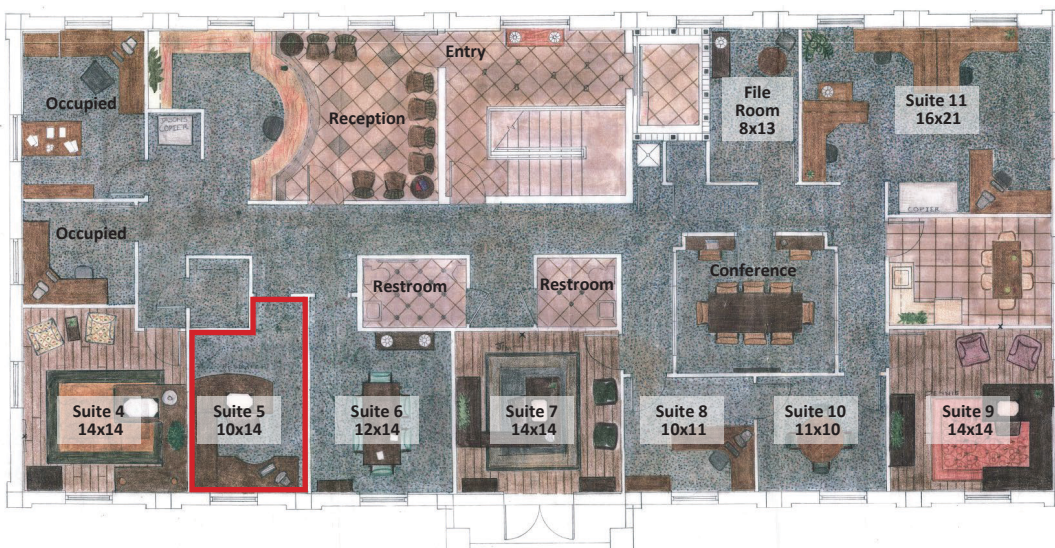 Entry
Occupied
Reception
File
Room
8x13
Suite 11
16x21
COPIER
COPIER
Occupied
Restroom
Restroom
Conference
Suite 4
14x14
Suite 5
10x14
Suite 6
12x14
Suite 7
14x14
Suite 8
10x11
Suite 10
11x10
Suite 9
14x14